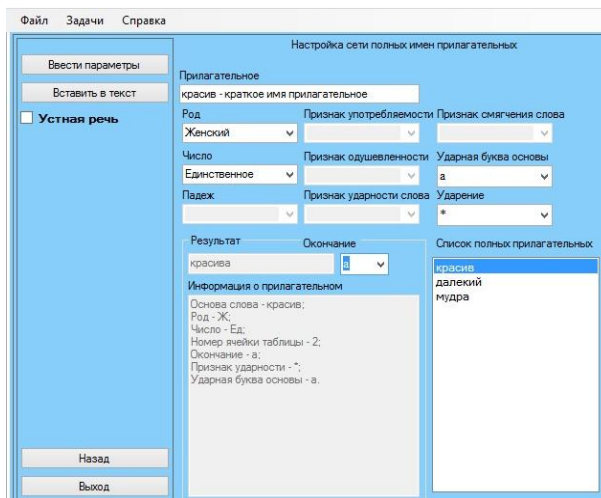 Файл Задачи Справка
Настройка сети полных имен прилагательных
Ввести параметры
Вставить в текст
Устная речь
Назад
Выход
Прилагательное
красив - краткое имя прилагательное
Род Признак употребляемости Признак смягчения слова
Женский
Число Признак одушевленности Ударная буква основы
Единственное а
Падеж Признак ударности слова Ударение
*
Результат Окончание
красива а
Информация о прилагательном
Основа слова - красив;
Род - Ж;
Число - Ед;
Номер ячейки таблицы - 2;
Окончание - а;
Признак ударности - *;
Ударная буква основы - а.
Список полных прилагательных
красив
далекий
мудра